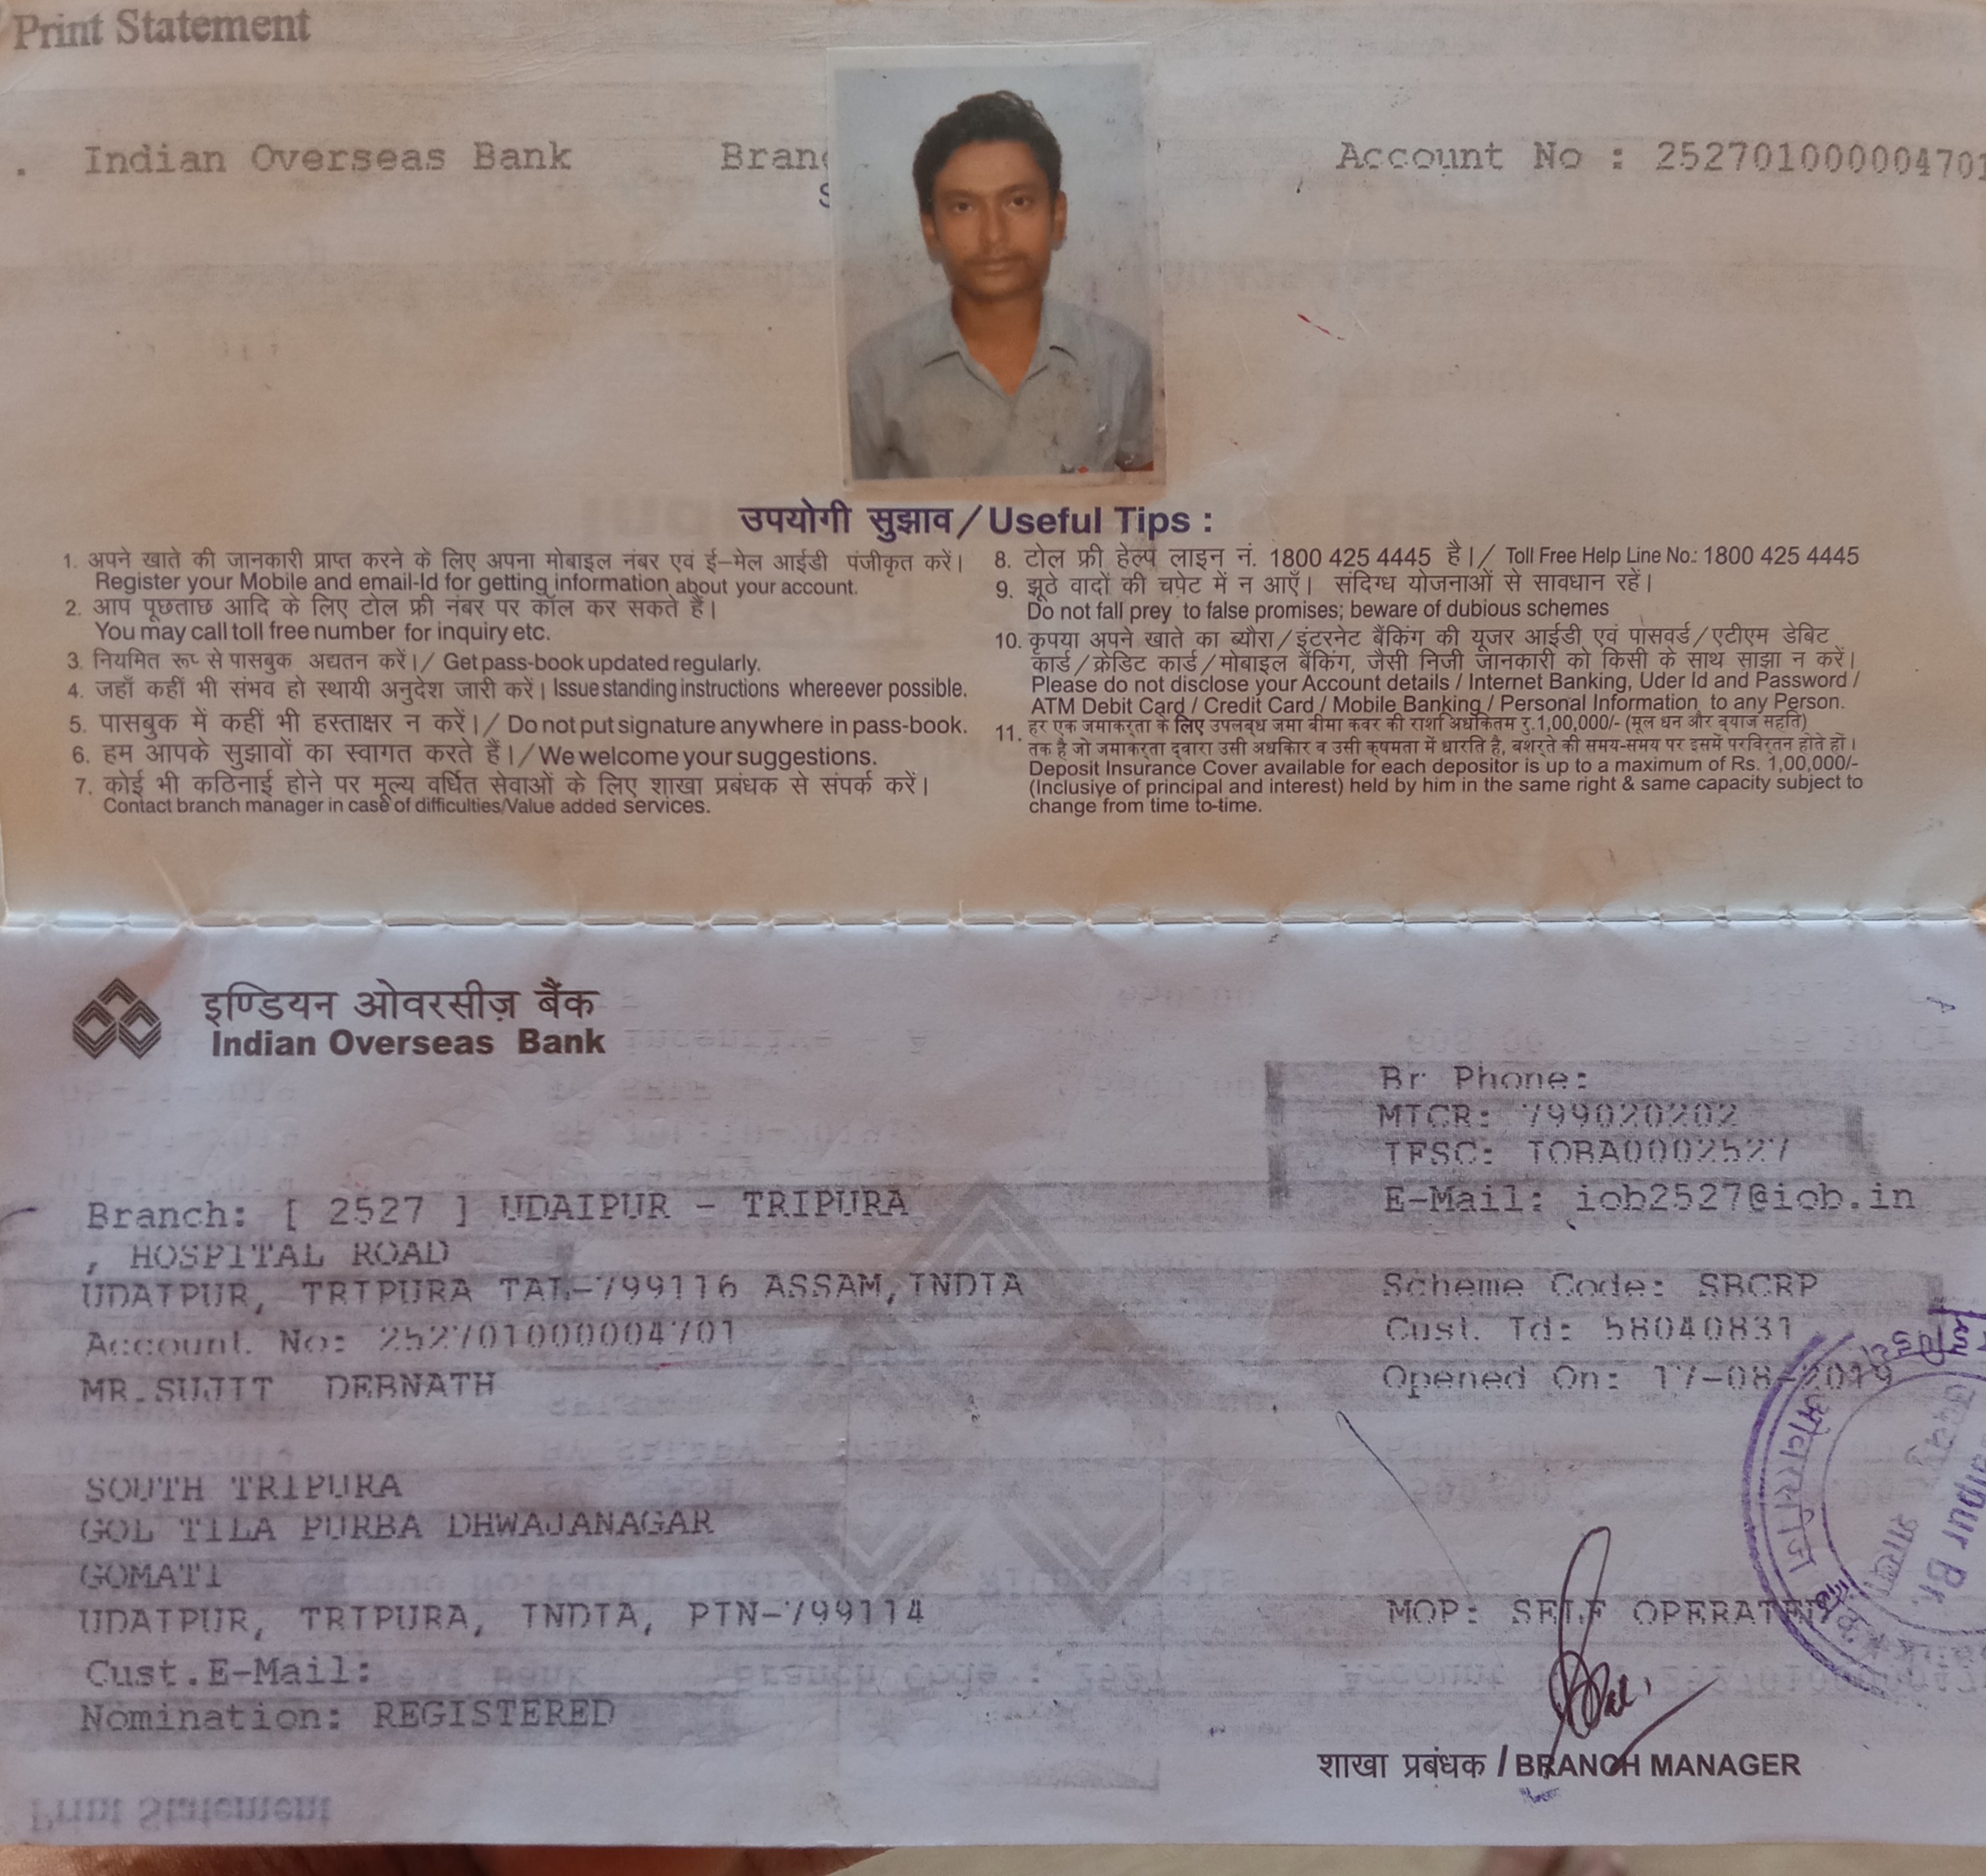 Print Statement
. Indian Overseas Bank Bran Account No : 252701000004701
S
उपयोगी सुझाव / Useful Tips :
1. अपने खाते की जानकारी प्राप्त करने के लिए अपना मोबाइल नंबर एवं ई–मेल आईडी पंजीकृत करें।
Register your Mobile and email-Id for getting information about your account.
2. आप पूछताछ आदि के लिए टोल फ्री नंबर पर कॉल कर सकते हैं।
You may call toll free number for inquiry etc.
3. नियमित रूप से पासबुक अद्यतन करें। / Get pass-book updated regularly.
4. जहाँ कहीं भी संभव हो स्थायी अनुदेश जारी करें | Issue standing instructions whereever possible.
5. पासबुक में कहीं भी हस्ताक्षर न करें। / Do not put signature anywhere in pass-book.
6. हम आपके सुझावों का स्वागत करते हैं। / We welcome your suggestions.
7. कोई भी कठिनाई होने पर मूल्य वर्धित सेवाओं के लिए शाखा प्रबंधक से संपर्क करें।
Contact branch manager in case of difficulties/Value added services.
8. टोल फ्री हेल्प लाइन नं. 1800 425 4445 है। / Toll Free Help Line No.: 1800 425 4445
9. झूठे वादों की चपेट में न आएँ। संदिग्ध योजनाओं से सावधान रहें।
Do not fall prey to false promises; beware of dubious schemes
10. कृपया अपने खाते का ब्यौरा / इंटरनेट बैंकिंग की यूजर आईडी एवं पासवर्ड / एटीएम डेबिट
कार्ड / क्रेडिट कार्ड / मोबाइल बैंकिंग, जैसी निजी जानकारी को किसी के साथ साझा न करें।
Please do not disclose your Account details / Internet Banking, Uder Id and Password /
ATM Debit Card / Credit Card / Mobile Banking / Personal Information to any Person.
11. हर एक जमाकर्ता के लिए उपलब्ध जमा बीमा कवर की राशी अधकितम रु.1,00,000/- (मूल धन और ब्याज सहति)
तक है जो जमाकर्ता द्वारा उसी अधकिार व उसी क्षमता में धारति है, बशर्ते की समय-समय पर इसमें परविर्तन होते हों।
Deposit Insurance Cover available for each depositor is up to a maximum of Rs. 1,00,000/-
(Inclusive of principal and interest) held by him in the same right & same capacity subject to
change from time to-time.
इण्डियन ओवरसीज़ बैंक
Indian Overseas Bank
Br Phone:
MICR: 799020202
IFSC: IOBA0002527
E-Mail: iob2527@iob.in
Branch: [ 2527 ] UDAIPUR - TRIPURA
, HOSPITAL ROAD
UDAIPUR, TRIPURA TAL-799116 ASSAM, INDIA
Account No: 252701000004701
MR.SUJIT DEBNATH
Scheme Code: SBCRP
Cust Id: 58040831
Opened On: 17-08-2019
SOUTH TRIPURA
GOL TILA PURBA DHWAJANAGAR
GOMATI
UDAIPUR, TRIPURA, INDIA, PIN-799114
Cust.E-Mail:
Nomination: REGISTERED
MOP: SELF OPERATED
शाखा प्रबंधक / BRANCH MANAGER
ओवरसीज
शाखा
aipur Br.
Print Statement